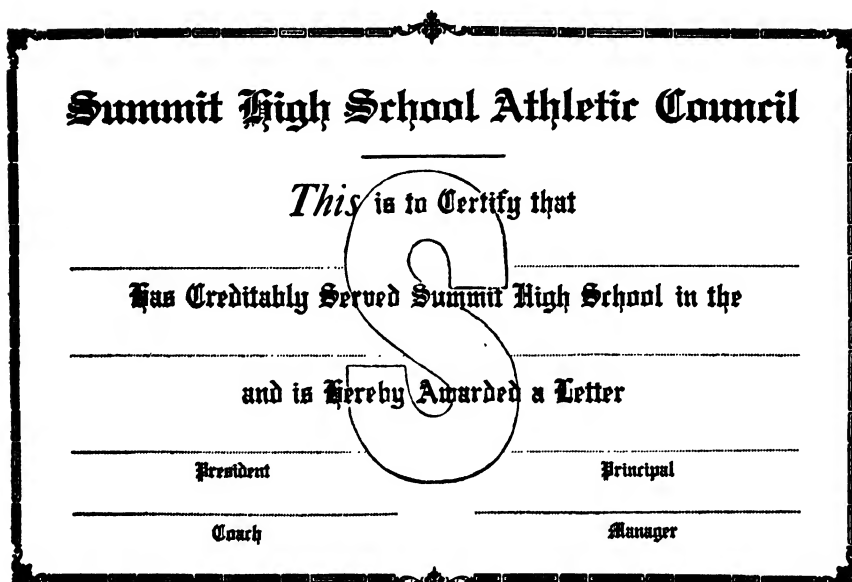 Summit High School Athletic Council
This is to Certify that
Has Creditably Served Summit High School in the
and is Hereby Awarded a Letter
President Principal
Coach Manager
S